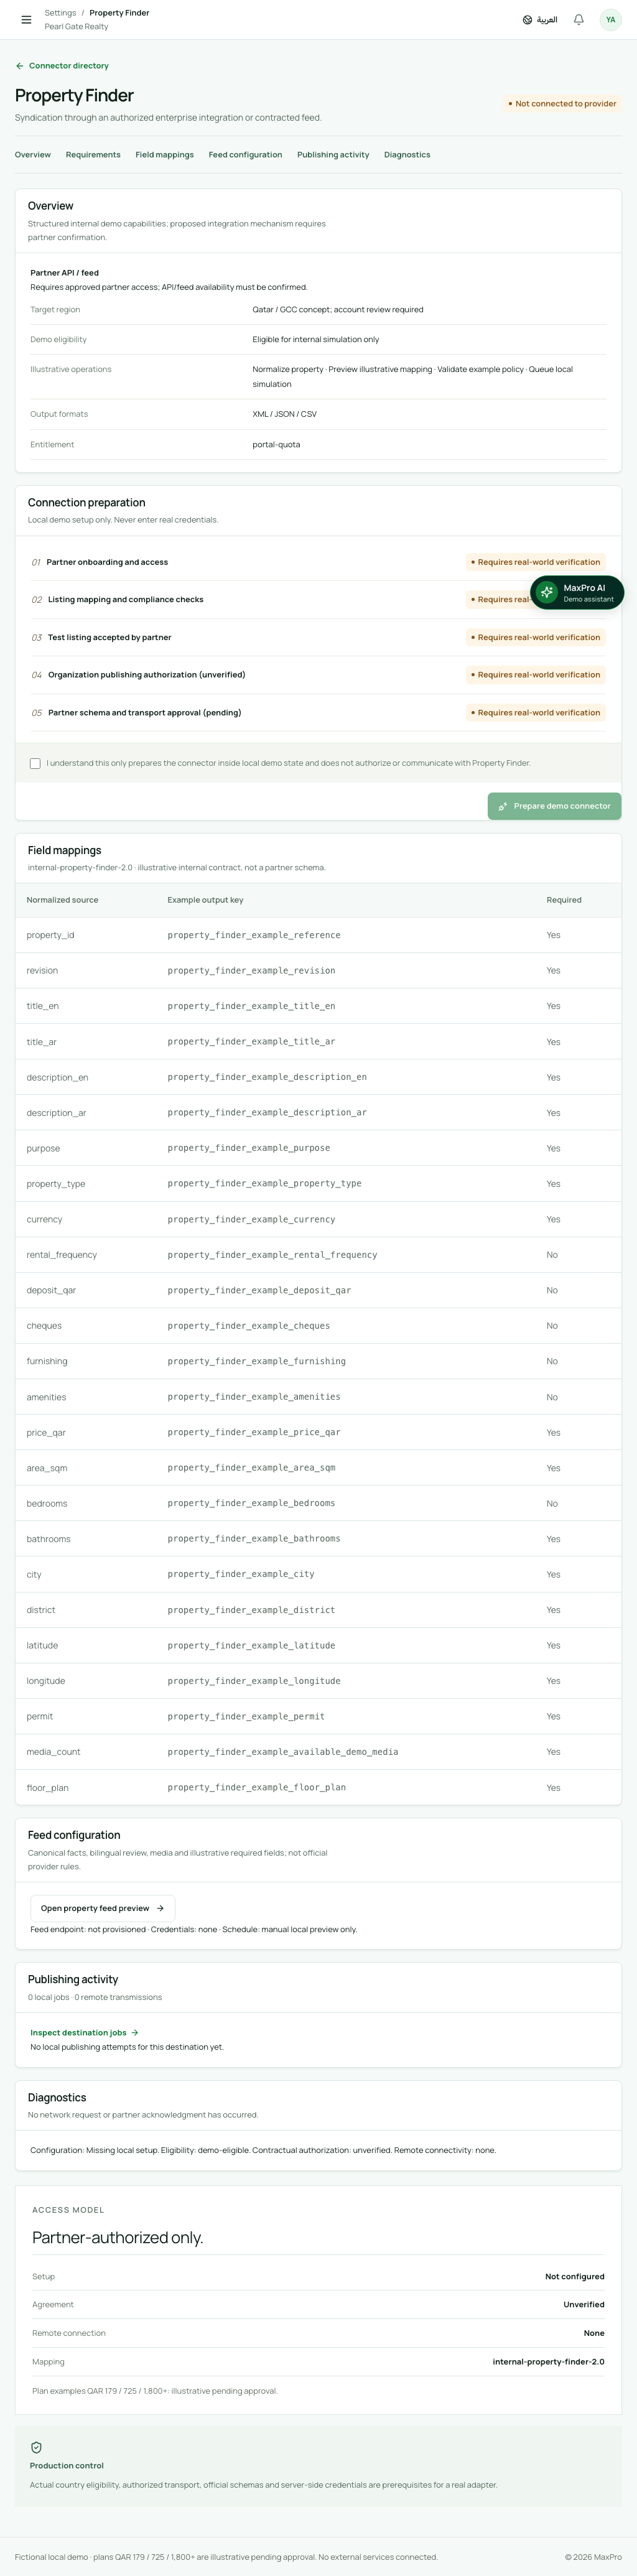 Settings / Property Finder
Pearl Gate Realty
العربية
YA
Connector directory
Property Finder
Syndication through an authorized enterprise integration or contracted feed.
Not connected to provider
Overview Requirements Field mappings Feed configuration Publishing activity Diagnostics
Overview
Structured internal demo capabilities; proposed integration mechanism requires
partner confirmation.
Partner API / feed
Requires approved partner access; API/feed availability must be confirmed.
Target region Qatar / GCC concept; account review required
Demo eligibility Eligible for internal simulation only
Illustrative operations Normalize property · Preview illustrative mapping · Validate example policy · Queue local
simulation
Output formats XML / JSON / CSV
Entitlement portal-quota
Connection preparation
Local demo setup only. Never enter real credentials.
01 Partner onboarding and access Requires real-world verification
MaxPro AI
Demo assistant
02 Listing mapping and compliance checks Requires real-
03 Test listing accepted by partner Requires real-world verification
04 Organization publishing authorization (unverified) Requires real-world verification
05 Partner schema and transport approval (pending) Requires real-world verification
I understand this only prepares the connector inside local demo state and does not authorize or communicate with Property Finder.
Prepare demo connector
Field mappings
internal-property-finder-2.0 · illustrative internal contract, not a partner schema.
Normalized source Example output key Required
property_id property_finder_example_reference Yes
revision property_finder_example_revision Yes
title_en property_finder_example_title_en Yes
title_ar property_finder_example_title_ar Yes
description_en property_finder_example_description_en Yes
description_ar property_finder_example_description_ar Yes
purpose property_finder_example_purpose Yes
property_type property_finder_example_property_type Yes
currency property_finder_example_currency Yes
rental_frequency property_finder_example_rental_frequency No
deposit_qar property_finder_example_deposit_qar No
cheques property_finder_example_cheques No
furnishing property_finder_example_furnishing No
amenities property_finder_example_amenities No
price_qar property_finder_example_price_qar Yes
area_sqm property_finder_example_area_sqm Yes
bedrooms property_finder_example_bedrooms No
bathrooms property_finder_example_bathrooms Yes
city property_finder_example_city Yes
district property_finder_example_district Yes
latitude property_finder_example_latitude Yes
longitude property_finder_example_longitude Yes
permit property_finder_example_permit Yes
media_count property_finder_example_available_demo_media Yes
floor_plan property_finder_example_floor_plan Yes
Feed configuration
Canonical facts, bilingual review, media and illustrative required fields; not official
provider rules.
Open property feed preview
Feed endpoint: not provisioned · Credentials: none · Schedule: manual local preview only.
Publishing activity
0 local jobs · 0 remote transmissions
Inspect destination jobs
No local publishing attempts for this destination yet.
Diagnostics
No network request or partner acknowledgment has occurred.
Configuration: Missing local setup. Eligibility: demo-eligible. Contractual authorization: unverified. Remote connectivity: none.
ACCESS MODEL
Partner-authorized only.
Setup Not configured
Agreement Unverified
Remote connection None
Mapping internal-property-finder-2.0
Plan examples QAR 179 / 725 / 1,800+: illustrative pending approval.
Production control
Actual country eligibility, authorized transport, official schemas and server-side credentials are prerequisites for a real adapter.
Fictional local demo · plans QAR 179 / 725 / 1,800+ are illustrative pending approval. No external services connected.
© 2026 MaxPro